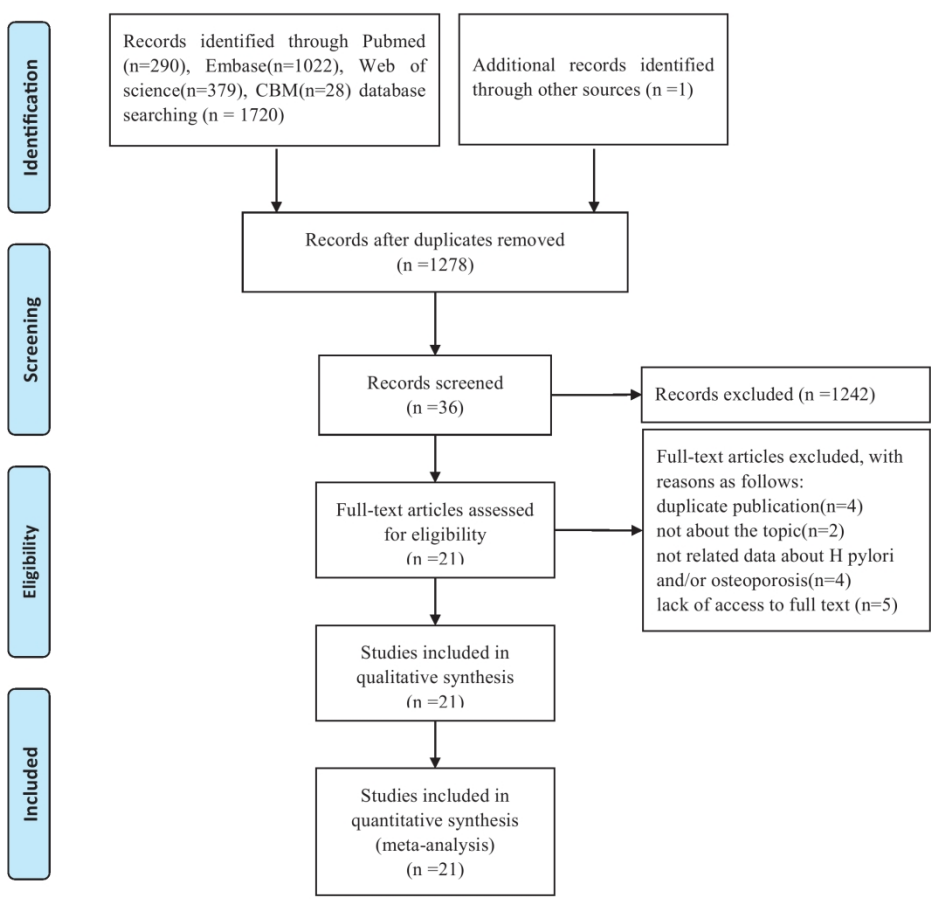 Identification
Records identified through Pubmed
(n=290), Embase(n=1022), Web of
science(n=379), CBM(n=28) database
searching (n = 1720)
Additional records identified
through other sources (n =1)
Records after duplicates removed
(n =1278)
Screening
Records screened
(n =36)
Records excluded (n =1242)
Eligibility
Full-text articles assessed
for eligibility
(n =21)
Full-text articles excluded, with
reasons as follows:
duplicate publication(n=4)
not about the topic(n=2)
not related data about H pylori
and/or osteoporosis(n=4)
lack of access to full text (n=5)
Studies included in
qualitative synthesis
(n =21)
Included
Studies included in
quantitative synthesis
(meta-analysis)
(n =21)